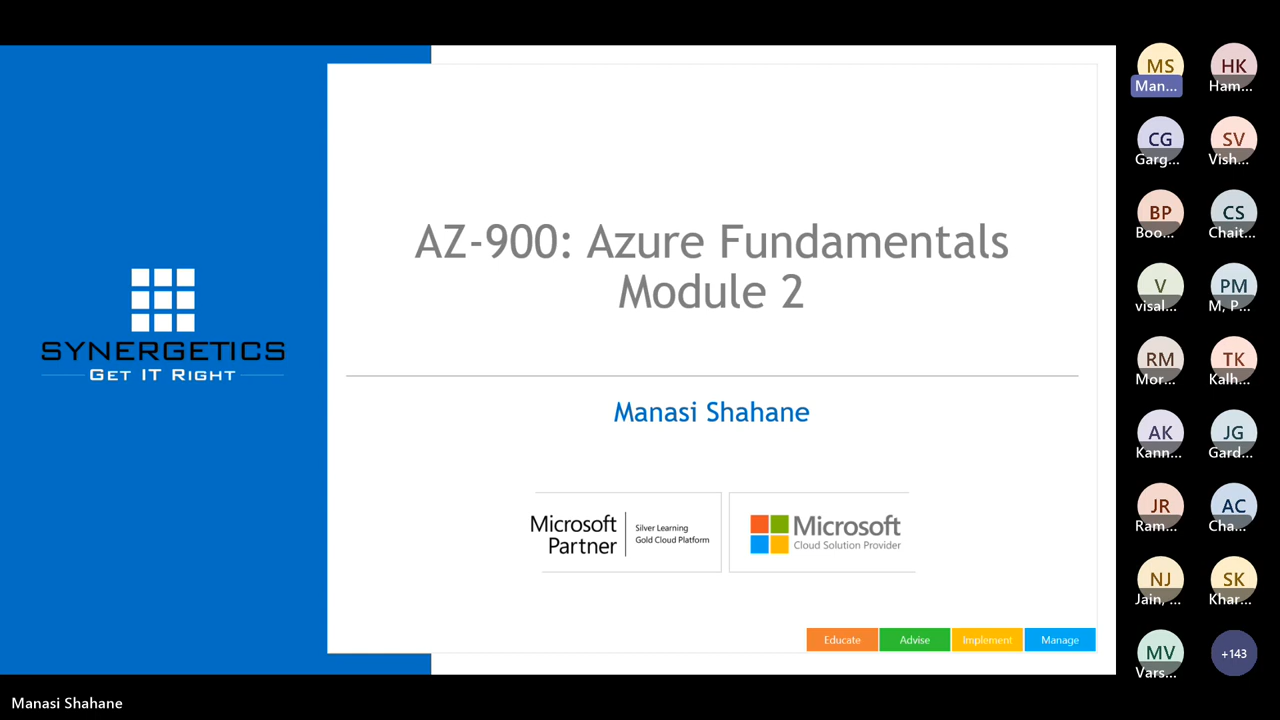 AZ-900: Azure Fundamentals
Module 2
Manasi Shahane
SYNERGETICS
GET IT RIGHT
Microsoft
Partner
Silver Learning
Gold Cloud Platform
Microsoft
Cloud Solution Provider
Educate
Advise
Implement
Manage
MS
Man...
HK
Ham...
CG
Garg...
SV
Vish...
BP
Boo...
CS
Chait...
V
visal...
PM
M, P...
RM
Mor...
TK
Kalh...
AK
Kann...
JG
Gard...
JR
Ram...
AC
Cha...
NJ
Jain, ...
SK
Khar...
MV
Vars...
+143
Manasi Shahane